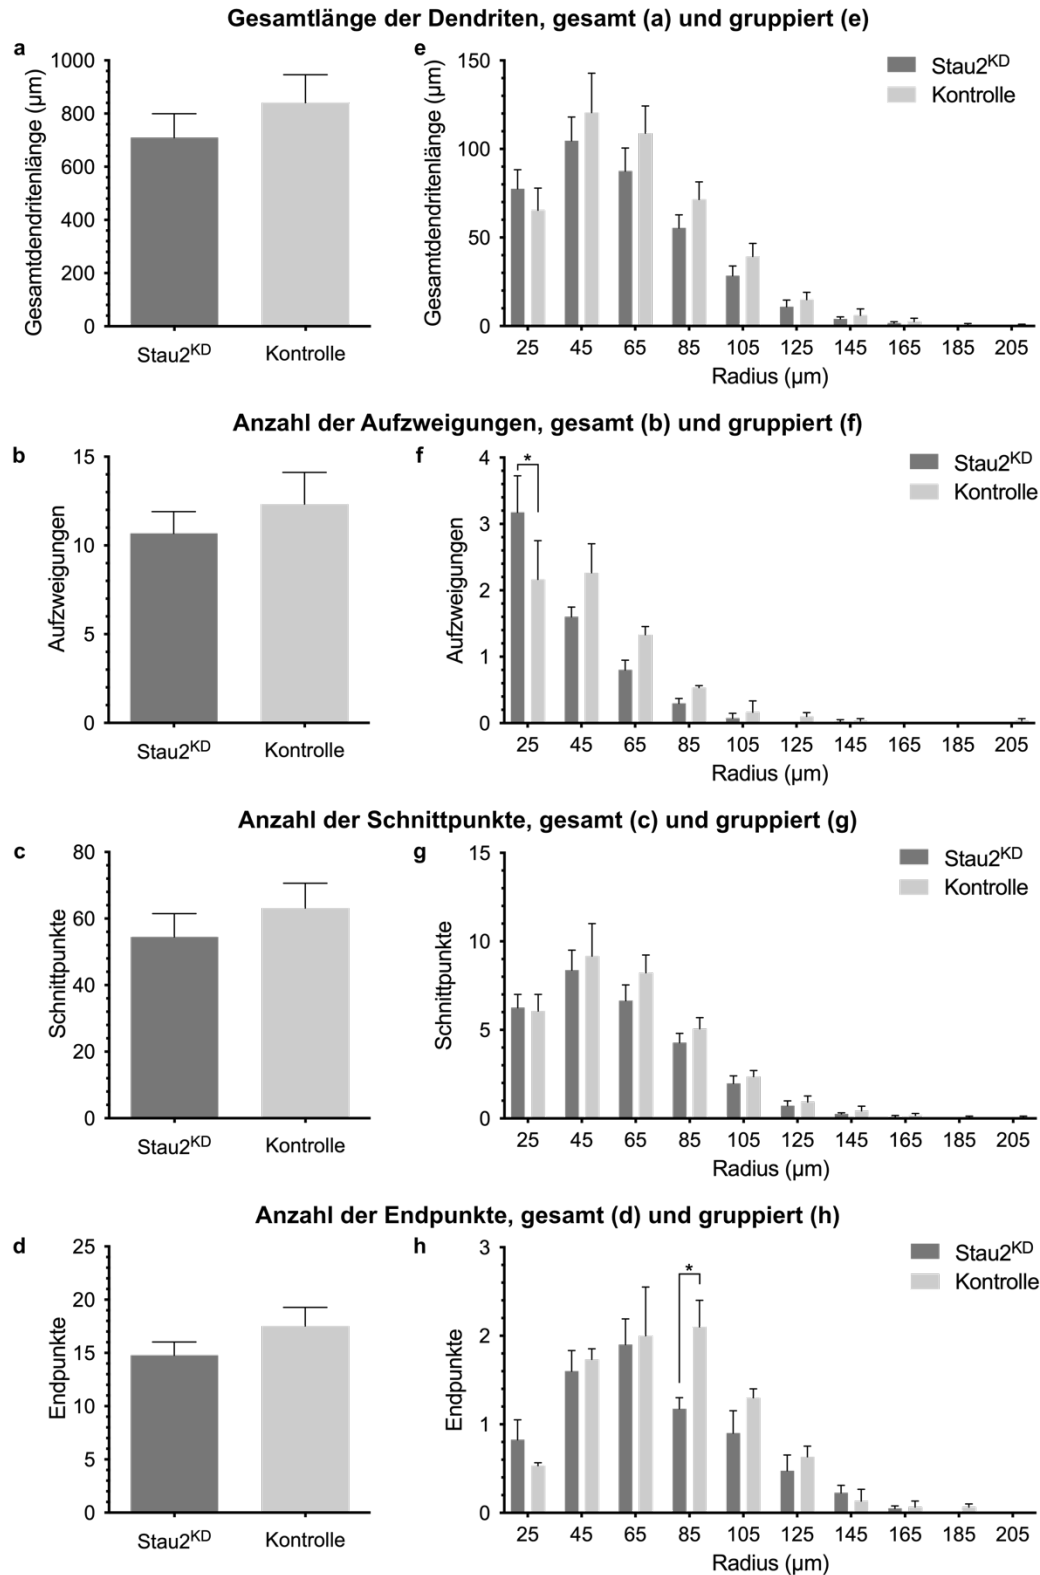 Gesamtlänge der Dendriten, gesamt (a) und gruppiert (e)
a
Gesamtdendritenlänge (µm)
1000
800
600
400
200
0
Stau2KD
Kontrolle
e
Gesamtdendritenlänge (µm)
150
100
50
0
25 45 65 85 105 125 145 165 185 205
Radius (µm)
Stau2KD
Kontrolle
Anzahl der Aufzweigungen, gesamt (b) und gruppiert (f)
b
Aufzweigungen
15
10
5
0
Stau2KD
Kontrolle
f
Aufzweigungen
4
3
2
1
0
*
25 45 65 85 105 125 145 165 185 205
Radius (µm)
Stau2KD
Kontrolle
Anzahl der Schnittpunkte, gesamt (c) und gruppiert (g)
c
Schnittpunkte
80
60
40
20
0
Stau2KD
Kontrolle
g
Schnittpunkte
15
10
5
0
25 45 65 85 105 125 145 165 185 205
Radius (µm)
Stau2KD
Kontrolle
Anzahl der Endpunkte, gesamt (d) und gruppiert (h)
d
Endpunkte
25
20
15
10
5
0
Stau2KD
Kontrolle
h
Endpunkte
3
2
1
0
*
25 45 65 85 105 125 145 165 185 205
Radius (µm)
Stau2KD
Kontrolle